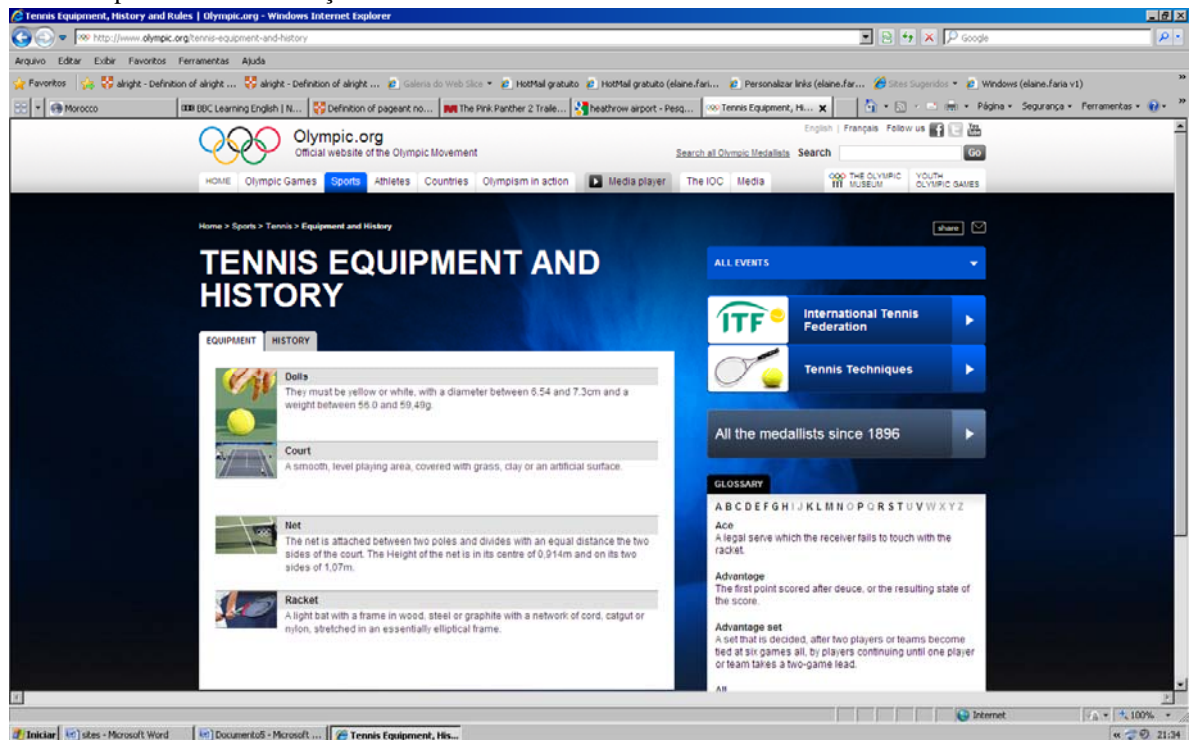 Tennis Equipment, History and Rules | Olympic.org - Windows Internet Explorer
http://www.olympic.org/tennis-equipment-and-history
Google
Arquivo Editar Exibir Favoritos Ferramentas Ajuda
Favoritos alright - Definition of alright ... alright - Definition of alright ... Galeria do Web Slice HotMail gratuito HotMail gratuito (elaine.fari... Personalizar links (elaine.far... Sites Sugeridos Windows (elaine.faria v1)
Morocco BBC Learning English | N... Definition of pageant no... The Pink Panther 2 Traile... heathrow airport - Pesq... Tennis Equipment, Hi... x Página Segurança Ferramentas
Olympic.org
Official website of the Olympic Movement
English | Français Follow us
Search all Olympic Medallists Search Go
HOME Olympic Games Sports Athletes Countries Olympism in action Media player The IOC Media THE OLYMPIC MUSEUM YOUTH OLYMPIC GAMES
Home > Sports > Tennis > Equipment and History
share
TENNIS EQUIPMENT AND
HISTORY
EQUIPMENT HISTORY
They must be yellow or white, with a diameter between 6.54 and 7.3cm and a
weight between 56.0 and 59,49g.
Court
A smooth, level playing area, covered with grass, clay or an artificial surface.
Net
The net is attached between two poles and divides with an equal distance the two
sides of the court. The Height of the net is in its centre of 0,914m and on its two
sides of 1,07m.
Racket
A light bat with a frame in wood, steel or graphite with a network of cord, catgut or
nylon, stretched in an essentially elliptical frame.
ALL EVENTS
ITF
International Tennis
Federation
Tennis Techniques
All the medallists since 1896
GLOSSARY
A B C D E F G H I J K L M N O P Q R S T U V W X Y Z
Ace
A legal serve which the receiver fails to touch with the
racket.
Advantage
The first point scored after deuce, or the resulting state of
the score.
Advantage set
A set that is decided, after two players or teams become
tied at six games all, by players continuing until one player
or team takes a two-game lead.
All
Internet 100%
Iniciar sites - Microsoft Word Documento5 - Microsoft ... Tennis Equipment, His... 21:34